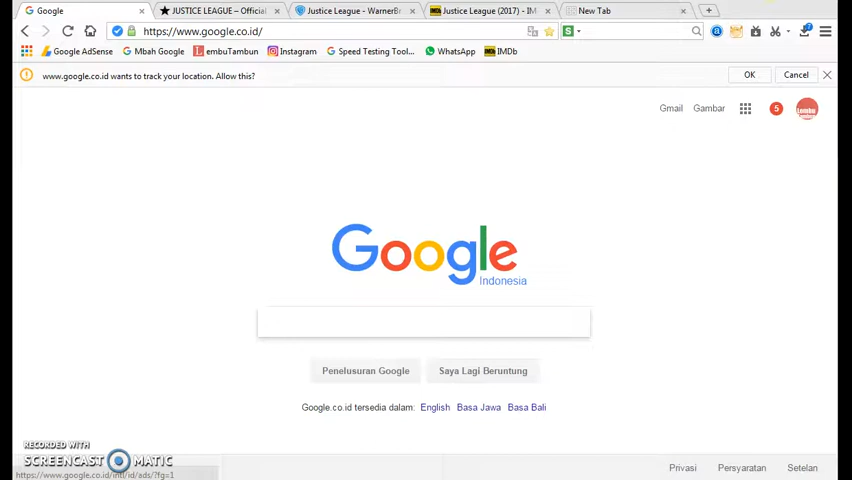 Google
JUSTICE LEAGUE – Official
Justice League - WarnerBr
Justice League (2017) - IM
New Tab
https://www.google.co.id/
Google AdSense
Mbah Google
embuTambun
Instagram
Speed Testing Tool...
WhatsApp
IMDb
www.google.co.id wants to track your location. Allow this?
OK
Cancel
Gmail
Gambar
5
Google
Indonesia
Penelusuran Google
Saya Lagi Beruntung
Google.co.id tersedia dalam: English Basa Jawa Basa Bali
RECORDED WITH
SCREENCAST MATIC
https://www.google.co.id/intl/id/ads/?fg=1
Privasi
Persyaratan
Setelan